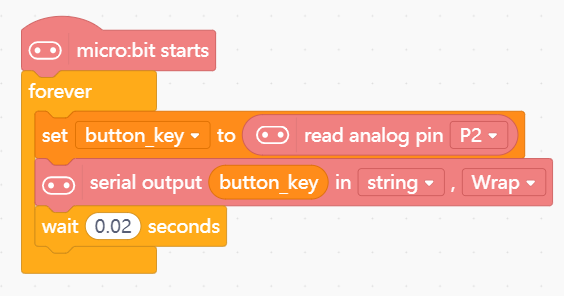 micro:bit starts
forever
set button_key to read analog pin P2
serial output button_key in string , Wrap
wait 0.02 seconds